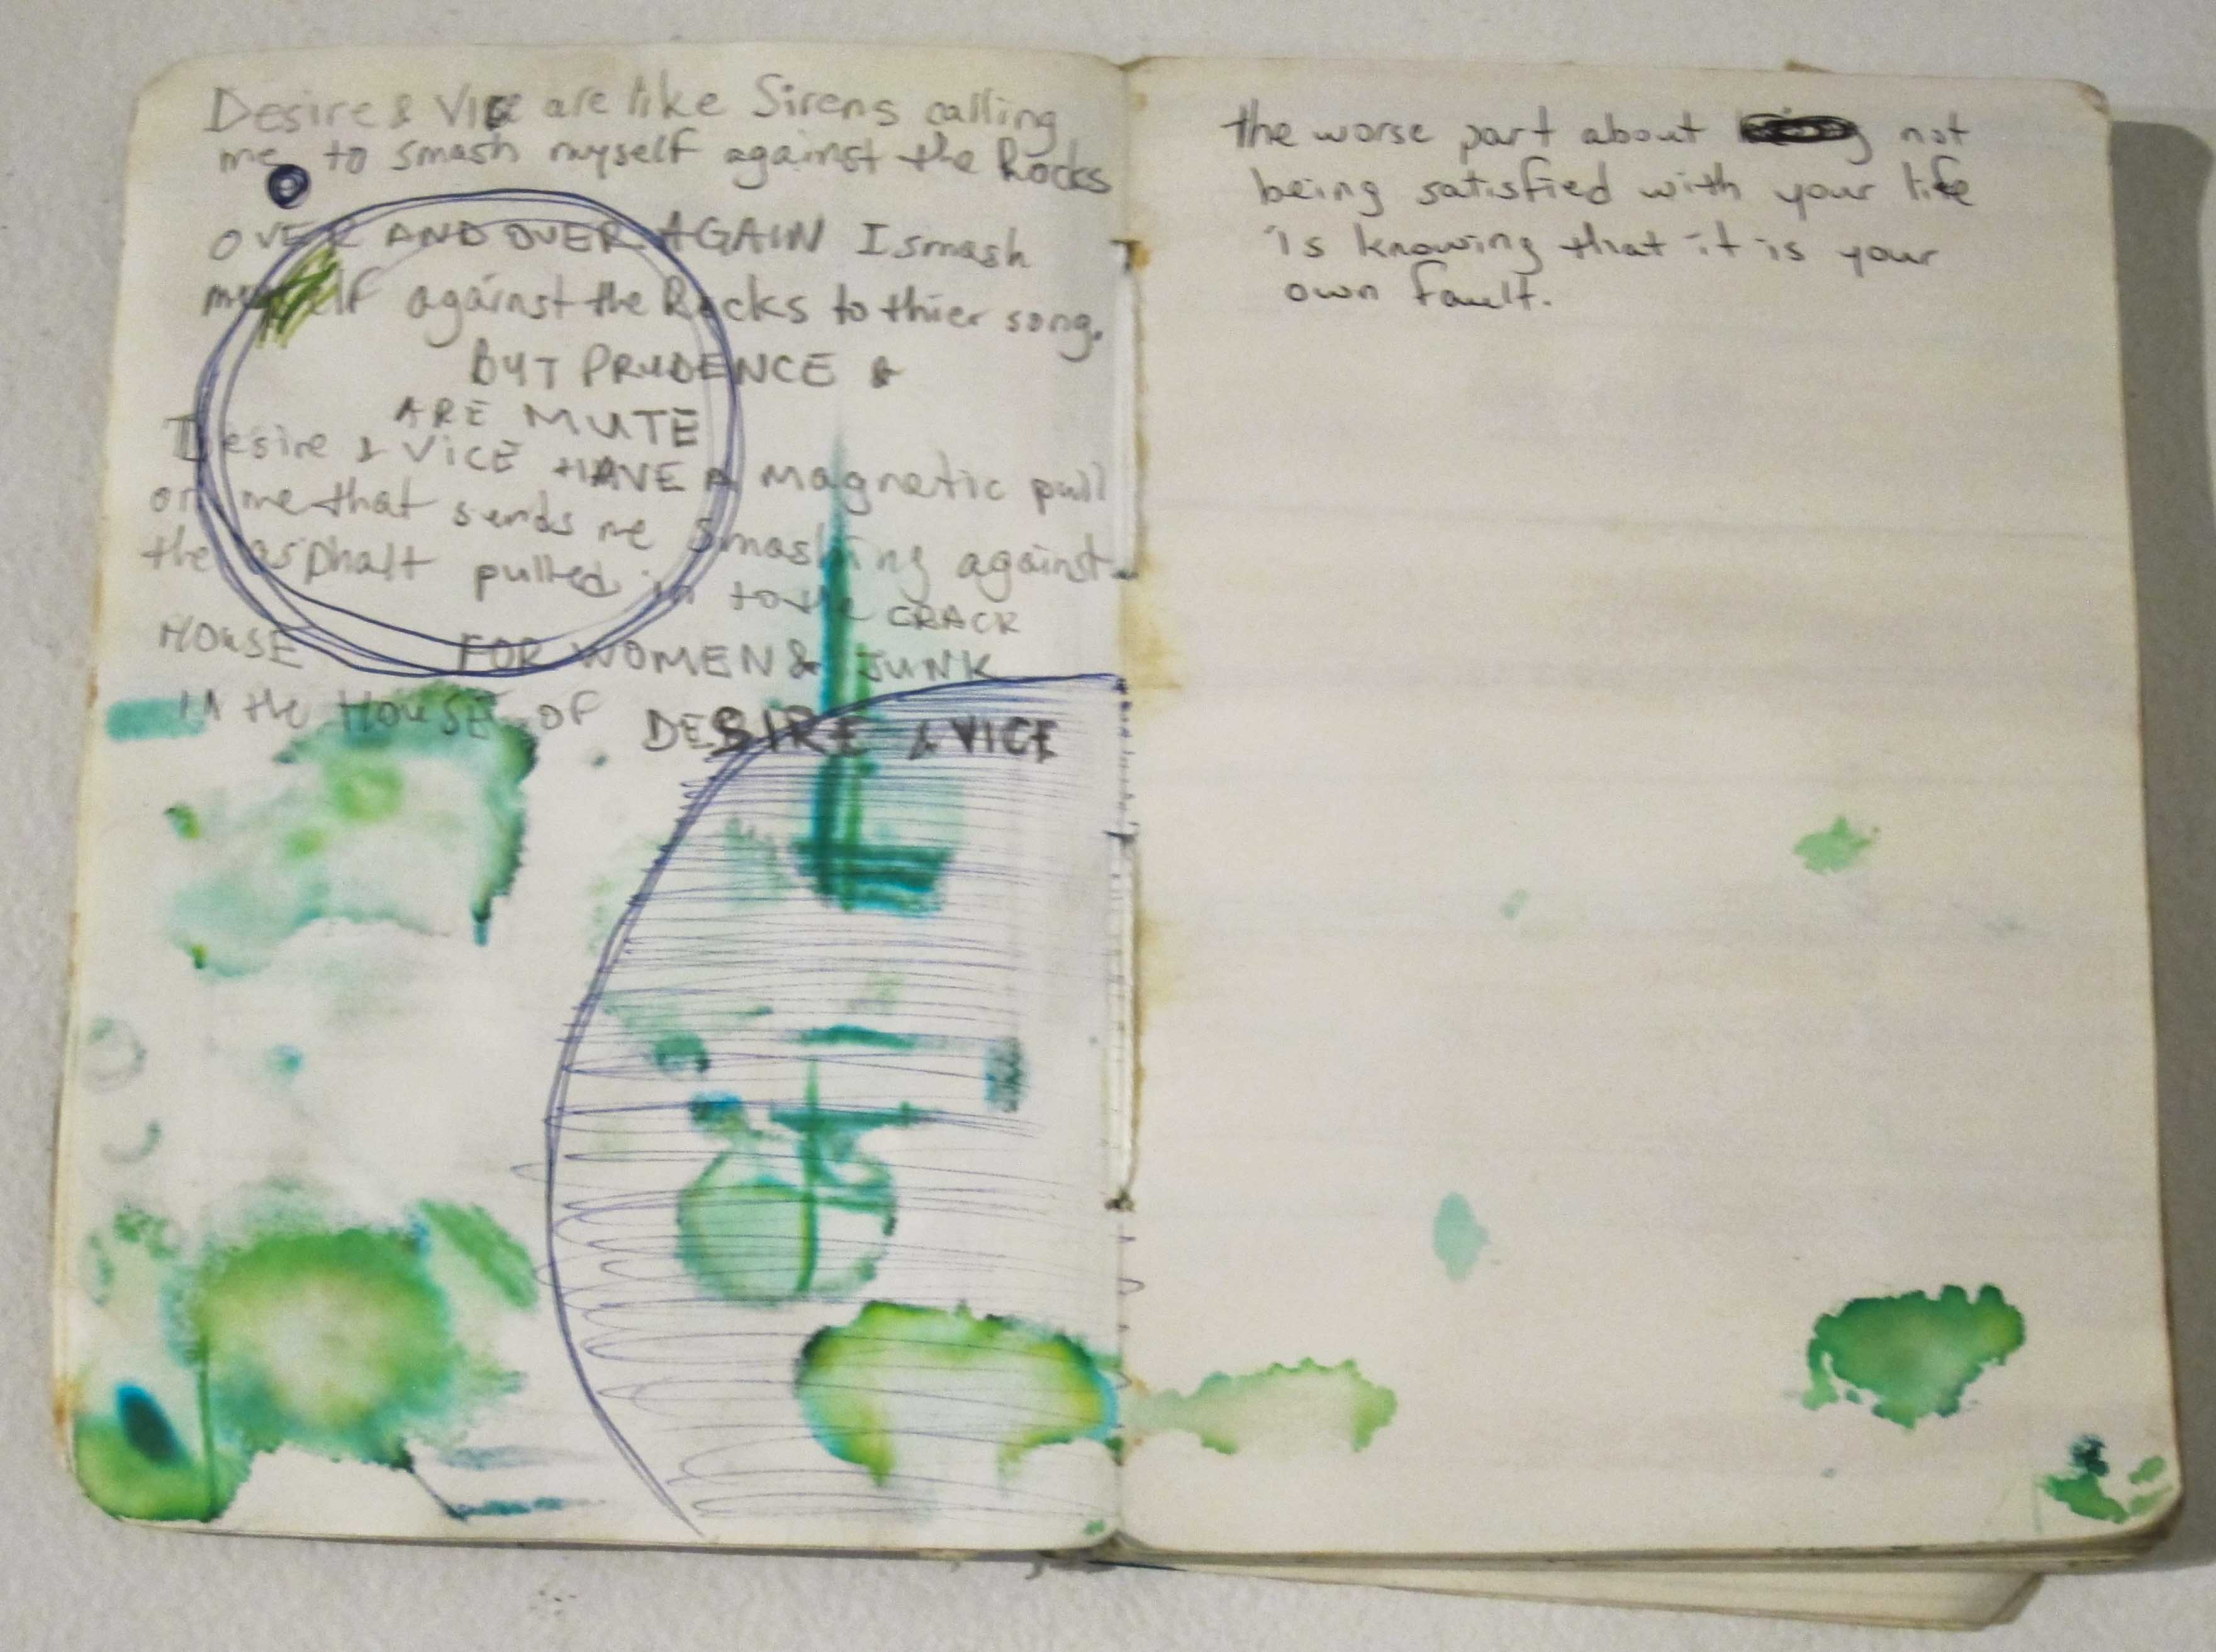 Desire & Vice are like Sirens calling
me to smash myself against the Rocks
OVER AND OVER AGAIN I smash
myself against the Rocks to thier song.
BUT PRUDENCE &
ARE MUTE
Desire & VICE HAVE A magnetic pull
on me that sends me smashing against
the asphalt pulled in to the CRACK
HOUSE FOR WOMEN & JUNK
IN the HOUSE OF DESIRE & VICE
the worse part about not
being satisfied with your life
is knowing that it is your
own fault.